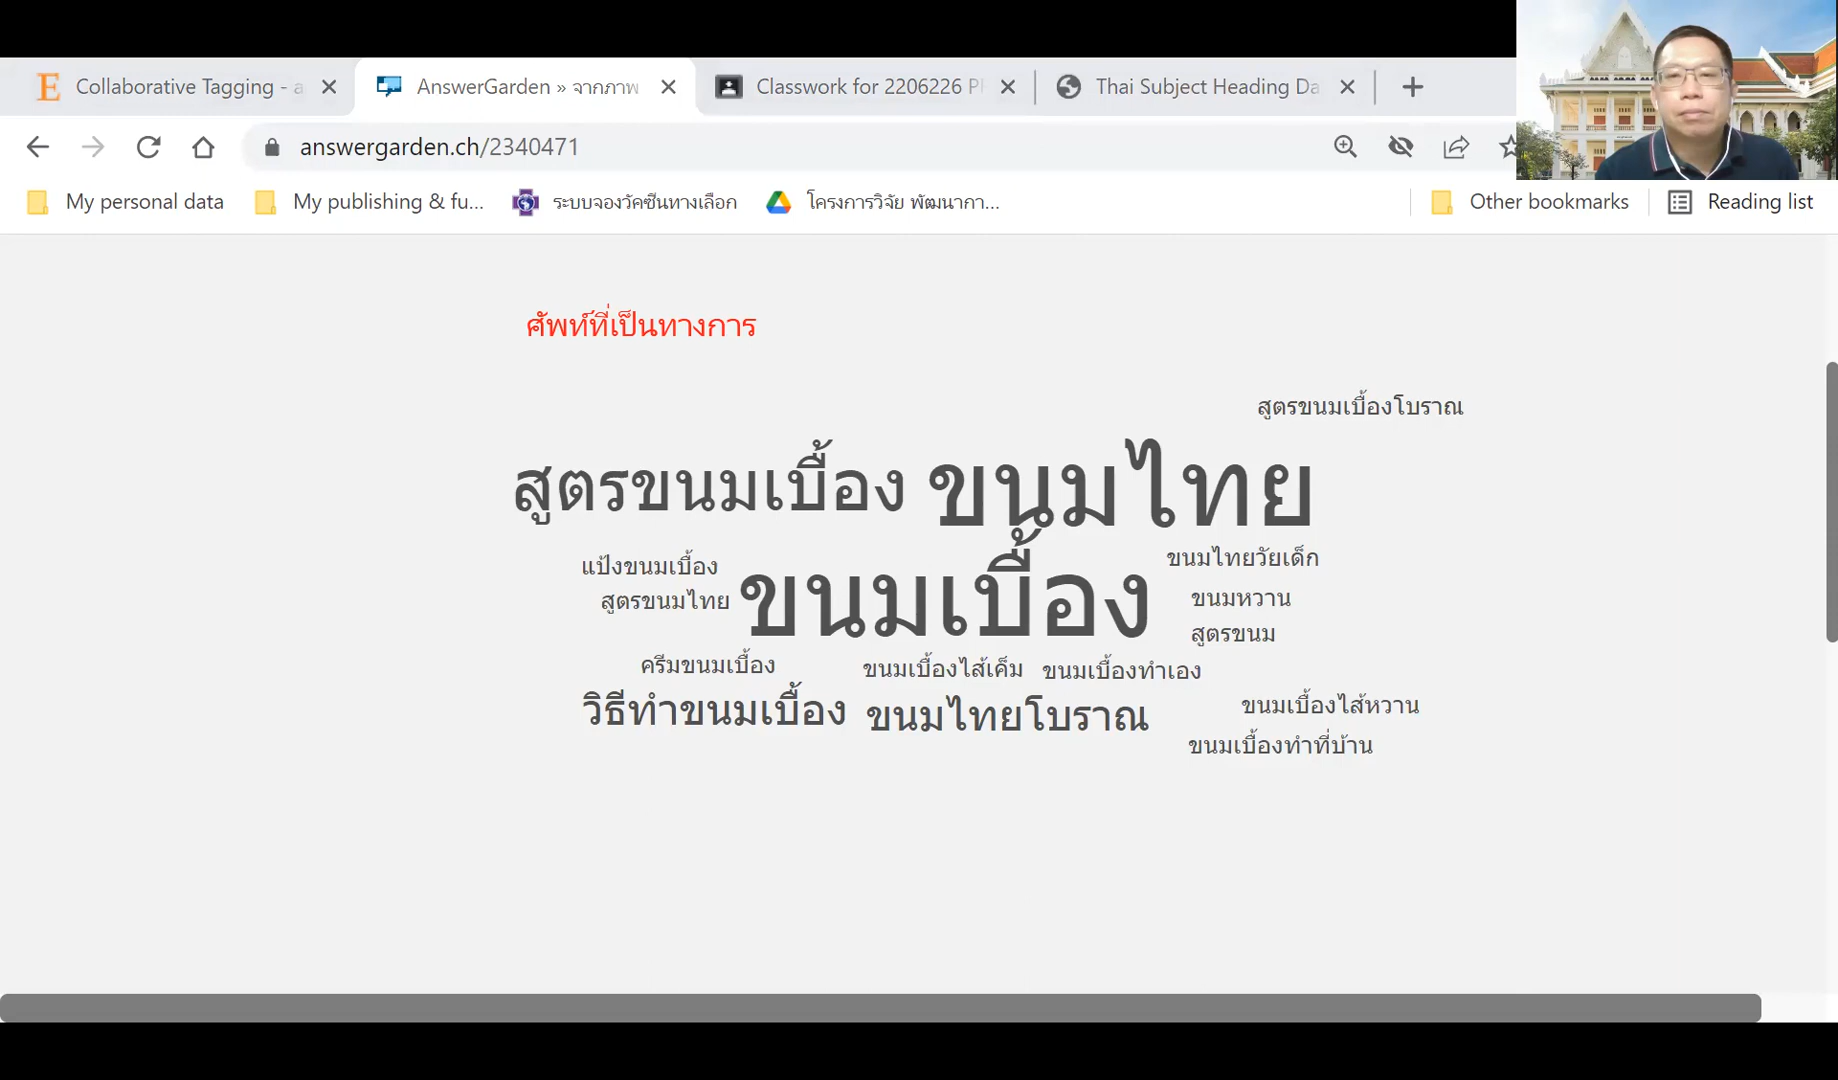 Collaborative Tagging - a
AnswerGarden » จากภาพ
Classwork for 2206226 P
Thai Subject Heading Da
answergarden.ch/2340471
My personal data
My publishing & fu...
ระบบจองวัคซีนทางเลือก
โครงการวิจัย พัฒนากา...
Other bookmarks
Reading list
ศัพท์ที่เป็นทางการ
สูตรขนมเบื้องโบราณ
สูตรขนมเบื้อง ขนมไทย
แป้งขนมเบื้อง
สูตรขนมไทย
ขนมเบื้อง
ขนมไทยวัยเด็ก
ขนมหวาน
สูตรขนม
ครีมขนมเบื้อง
ขนมเบื้องไส้เค็ม
ขนมเบื้องทำเอง
วิธีทำขนมเบื้อง
ขนมไทยโบราณ
ขนมเบื้องไส้หวาน
ขนมเบื้องทำที่บ้าน